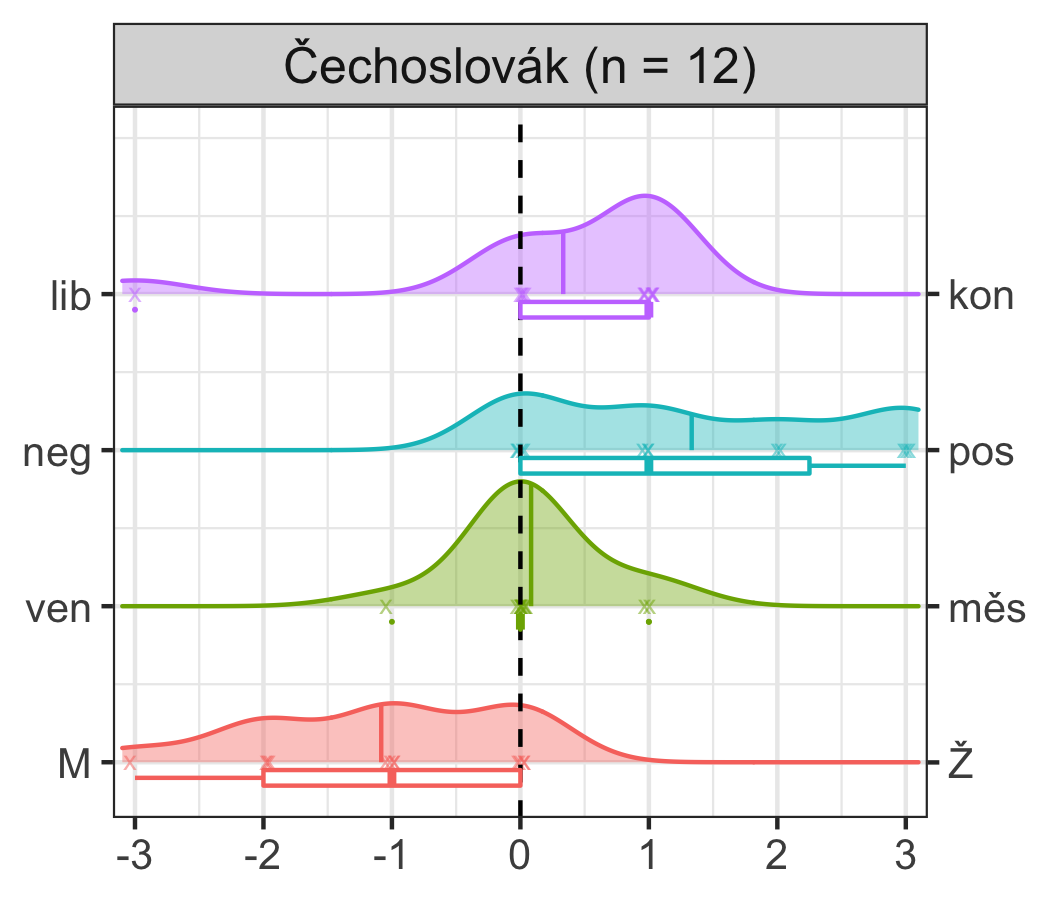 Čechoslovák (n = 12)
lib kon
neg pos
ven měs
M Ž
-3 -2 -1 0 1 2 3